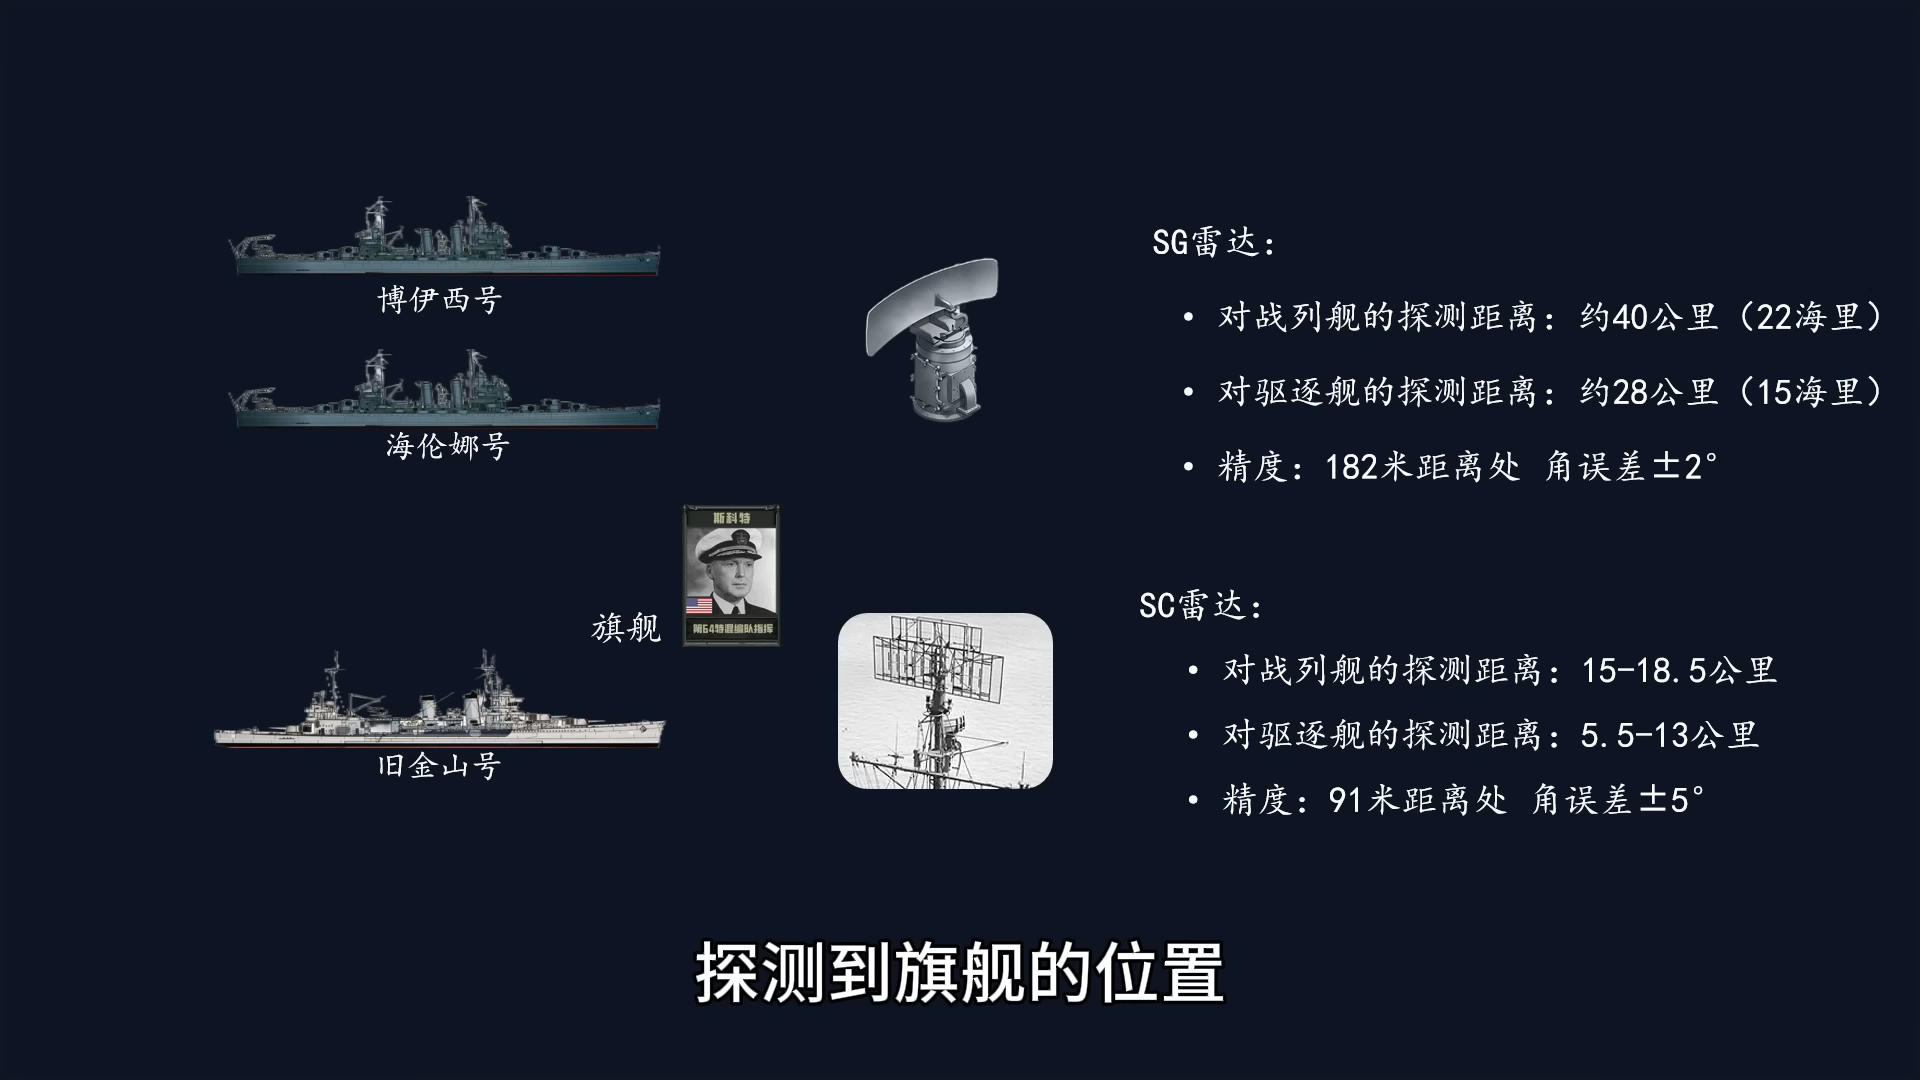 博伊西号
海伦娜号
斯科特
第64特混编队指挥
旗舰
旧金山号
SG雷达：
• 对战列舰的探测距离：约40公里（22海里）
• 对驱逐舰的探测距离：约28公里（15海里）
• 精度：182米距离处 角误差±2°
SC雷达：
• 对战列舰的探测距离：15-18.5公里
• 对驱逐舰的探测距离：5.5-13公里
• 精度：91米距离处 角误差±5°
探测到旗舰的位置